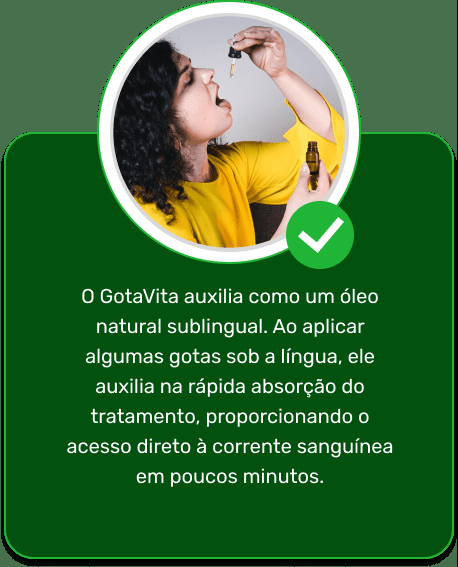 O GotaVita auxilia como um óleo
natural sublingual. Ao aplicar
algumas gotas sob a língua, ele
auxilia na rápida absorção do
tratamento, proporcionando o
acesso direto à corrente sanguínea
em poucos minutos.